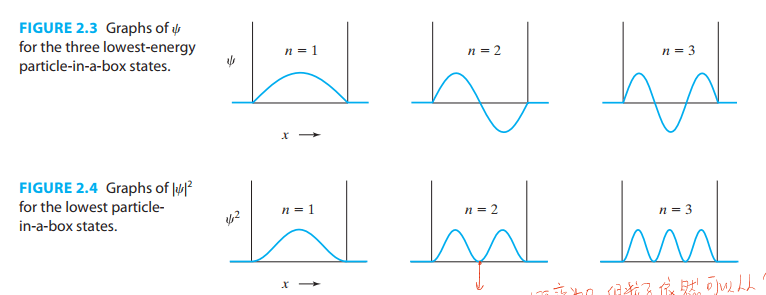 FIGURE 2.3 Graphs of ψ
for the three lowest-energy
particle-in-a-box states.
ψ
n = 1
n = 2
n = 3
x
FIGURE 2.4 Graphs of |ψ|²
for the lowest particle-
in-a-box states.
ψ²
n = 1
n = 2
n = 3
x